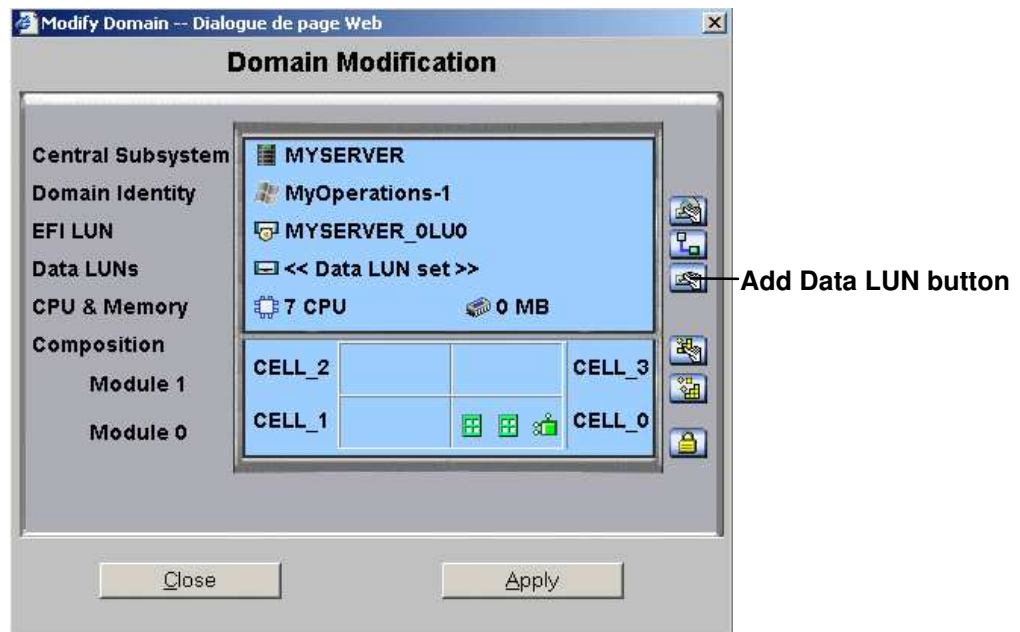 Modify Domain -- Dialogue de page Web
Domain Modification
Central Subsystem MYSERVER
Domain Identity MyOperations-1
EFI LUN MYSERVER_0LU0
Data LUNs << Data LUN set >>
Add Data LUN button
CPU & Memory 7 CPU 0 MB
Composition
CELL_2 CELL_3
Module 1
CELL_1 CELL_0
Module 0
Close Apply